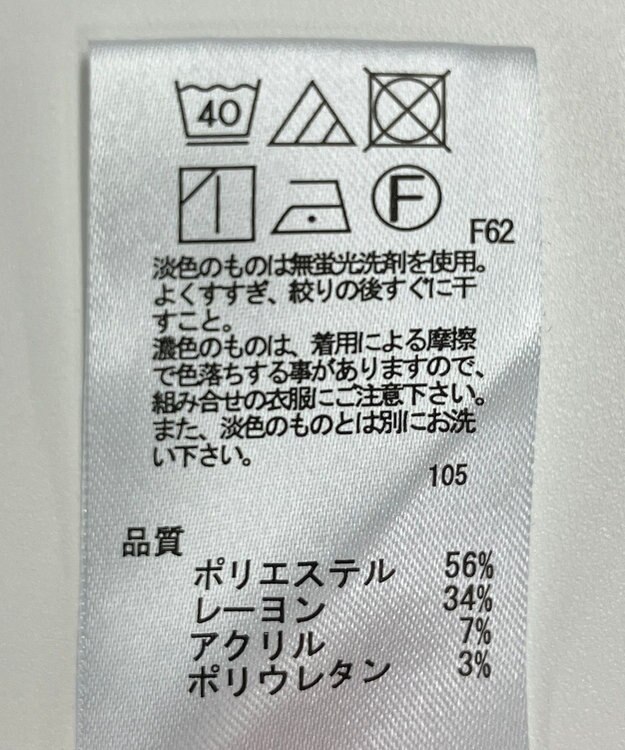 40
F
F62
淡色のものは無蛍光洗剤を使用。
よくすすぎ、絞りの後すぐに干
すこと。
濃色のものは、着用による摩擦
で色落ちする事がありますので、
組み合せの衣服にご注意下さい。
また、淡色のものとは別にお洗
い下さい。
105
品質
ポリエステル 56%
レーヨン 34%
アクリル 7%
ポリウレタン 3%